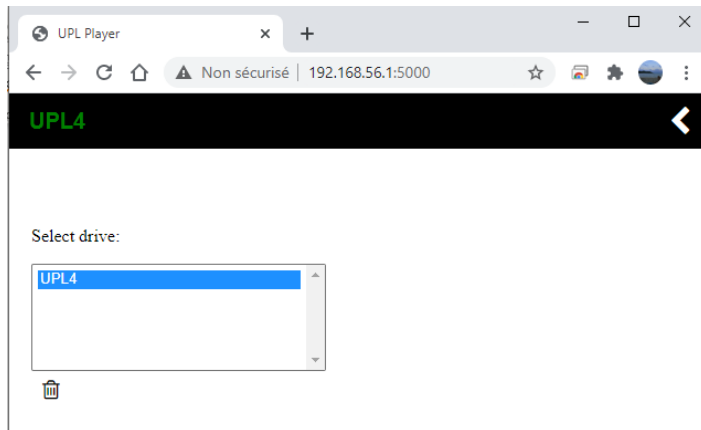 UPL Player
Non sécurisé 192.168.56.1:5000
UPL4
Select drive:
UPL4